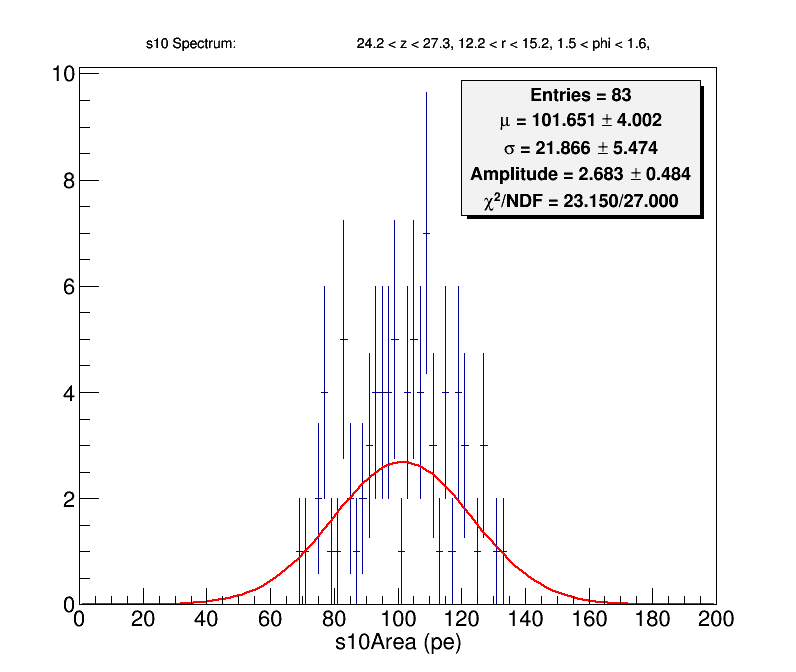 s10 Spectrum: 24.2 < z < 27.3, 12.2 < r < 15.2, 1.5 < phi < 1.6,
Entries = 83
μ = 101.651 ± 4.002
σ = 21.866 ± 5.474
Amplitude = 2.683 ± 0.484
χ²/NDF = 23.150/27.000
10
8
6
4
2
0
0 20 40 60 80 100 120 140 160 180 200
s10Area (pe)